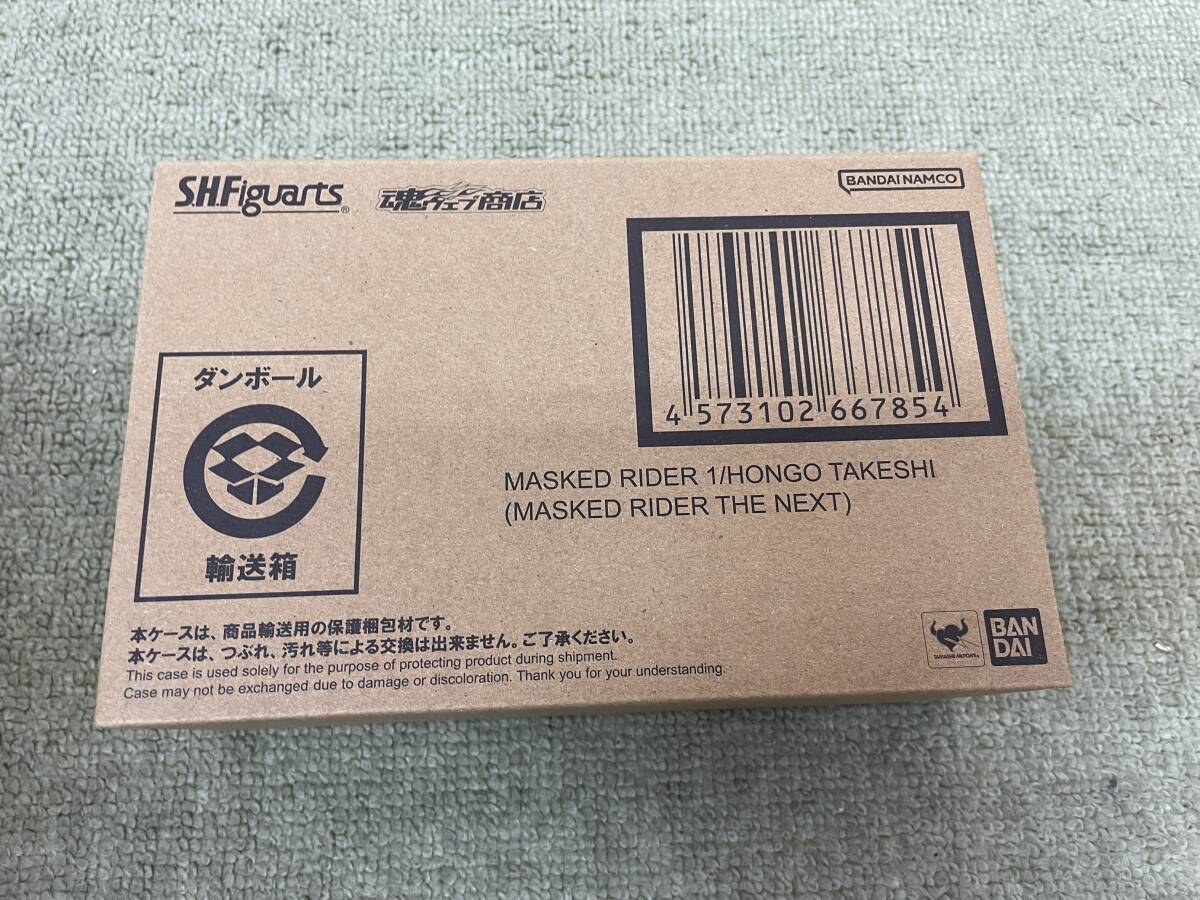 S.H.Figuarts®
魂ウェブ商店
BANDAI NAMCO
4 573102 667854
ダンボール
輸送箱
MASKED RIDER 1/HONGO TAKESHI
(MASKED RIDER THE NEXT)
本ケースは、商品輸送用の保護梱包材です。
本ケースは、つぶれ、汚れ等による交換は出来ません。ご了承ください。
This case is used solely for the purpose of protecting product during shipment.
Case may not be exchanged due to damage or discoloration. Thank you for your understanding.
TAMASHII NATIONS
BAN
DAI